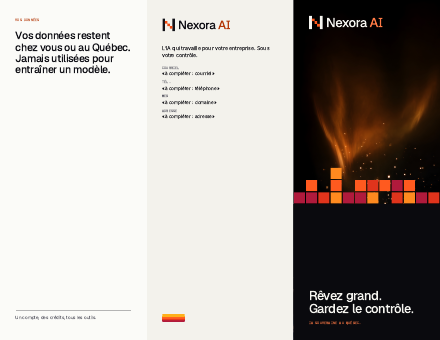 VOS DONNÉES
Vos données restent
chez vous ou au Québec.
Jamais utilisées pour
entraîner un modèle.
Un compte, des crédits, tous les outils.
Nexora AI
L'IA qui travaille pour votre entreprise. Sous
votre contrôle.
COURRIEL
«à compléter : courriel»
TÉL.
«à compléter : téléphone»
WEB
«à compléter : domaine»
ADRESSE
«à compléter : adresse»
Nexora AI
Rêvez grand.
Gardez le contrôle.